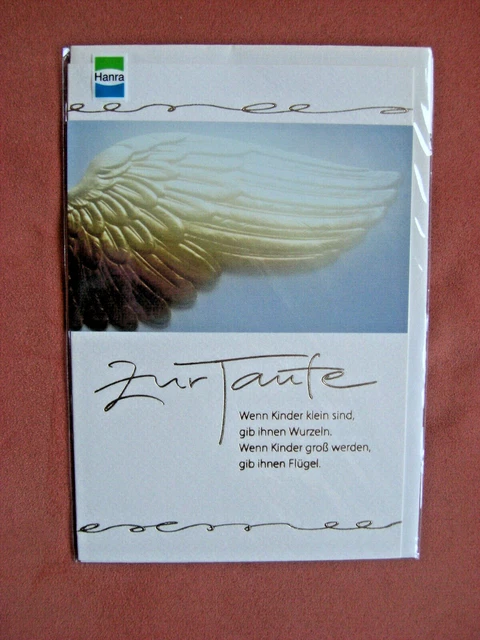 Hanra
Zur Taufe
Wenn Kinder klein sind,
gib ihnen Wurzeln.
Wenn Kinder groß werden,
gib ihnen Flügel.